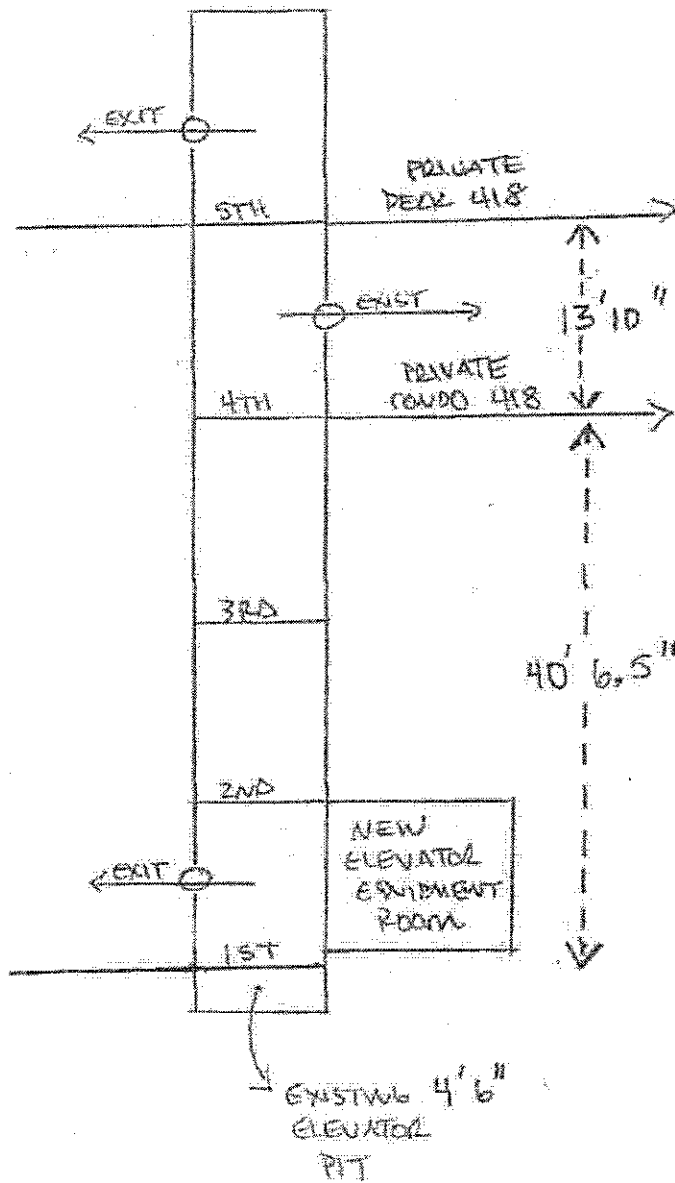 EXIT
PRIVATE
DECK 418
5TH
EXIST
13' 10"
PRIVATE
CONDO 418
4TH
3RD
40' 6.5"
2ND
NEW
ELEVATOR
EQUIPMENT
ROOM
EXIT
1ST
EXISTING 4' 6"
ELEVATOR
PIT